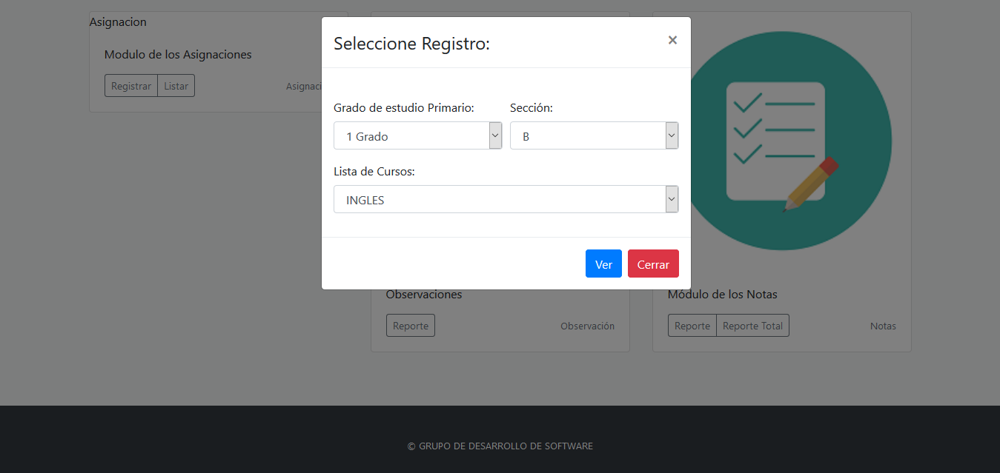 Asignacion
Modulo de los Asignaciones
Registrar Listar Asignaci
Seleccione Registro: ×
Grado de estudio Primario: Sección:
1 Grado B
Lista de Cursos:
INGLES
Ver Cerrar
Observaciones
Reporte Observación
Módulo de los Notas
Reporte Reporte Total Notas
© GRUPO DE DESARROLLO DE SOFTWARE